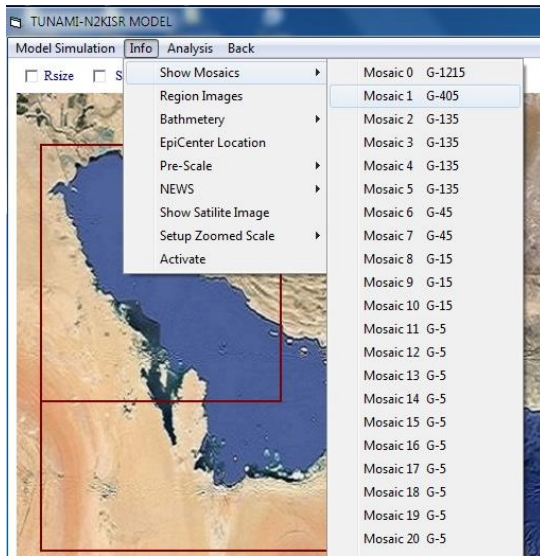 TUNAMI-N2KISR MODEL
Model Simulation Info Analysis Back
Rsize S
Show Mosaics
Region Images
Bathmetery
EpiCenter Location
Pre-Scale
NEWS
Show Satilite Image
Setup Zoomed Scale
Activate
Mosaic 0 G-1215
Mosaic 1 G-405
Mosaic 2 G-135
Mosaic 3 G-135
Mosaic 4 G-135
Mosaic 5 G-135
Mosaic 6 G-45
Mosaic 7 G-45
Mosaic 8 G-15
Mosaic 9 G-15
Mosaic 10 G-15
Mosaic 11 G-5
Mosaic 12 G-5
Mosaic 13 G-5
Mosaic 14 G-5
Mosaic 15 G-5
Mosaic 16 G-5
Mosaic 17 G-5
Mosaic 18 G-5
Mosaic 19 G-5
Mosaic 20 G-5